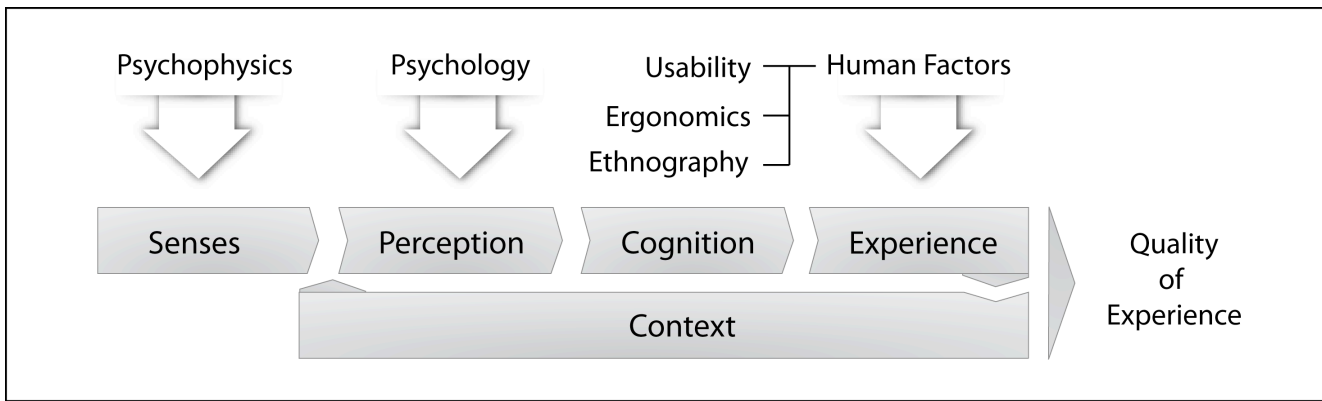 Psychophysics
Psychology
Usability
Human Factors
Ergonomics
Ethnography
Senses
Perception
Cognition
Experience
Quality
of
Experience
Context